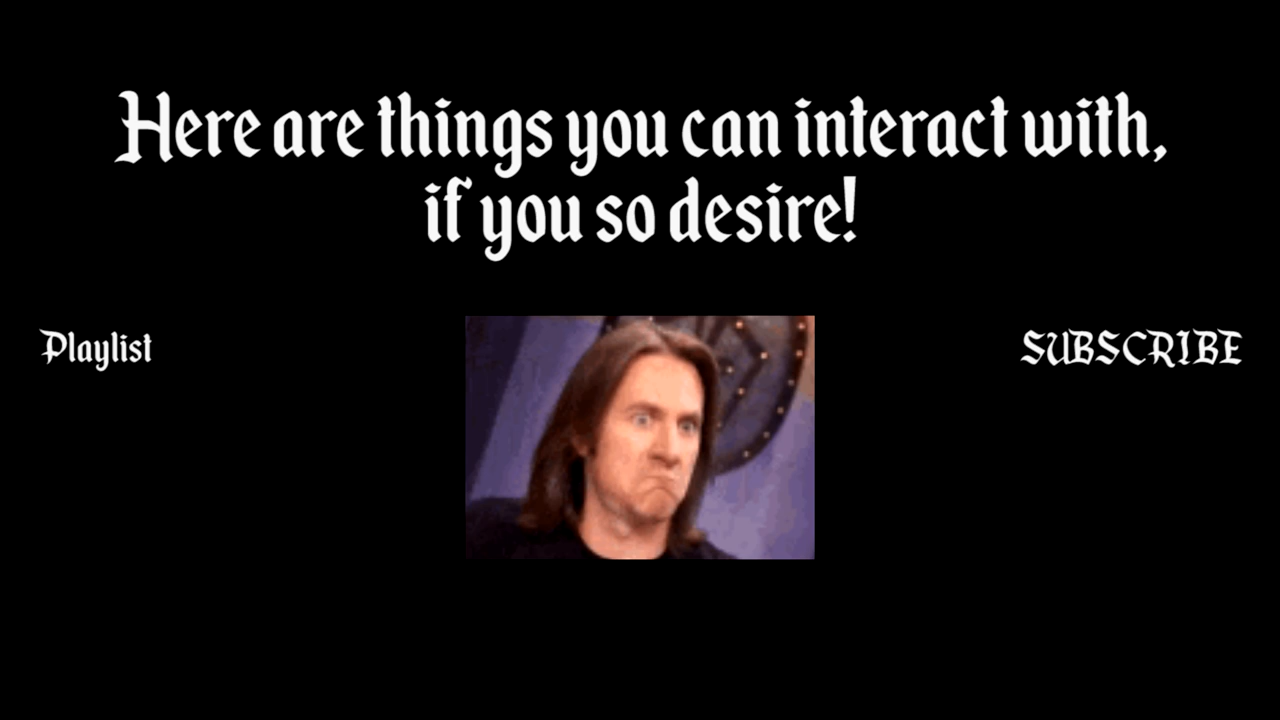 Here are things you can interact with,
if you so desire!
Playlist
SUBSCRIBE